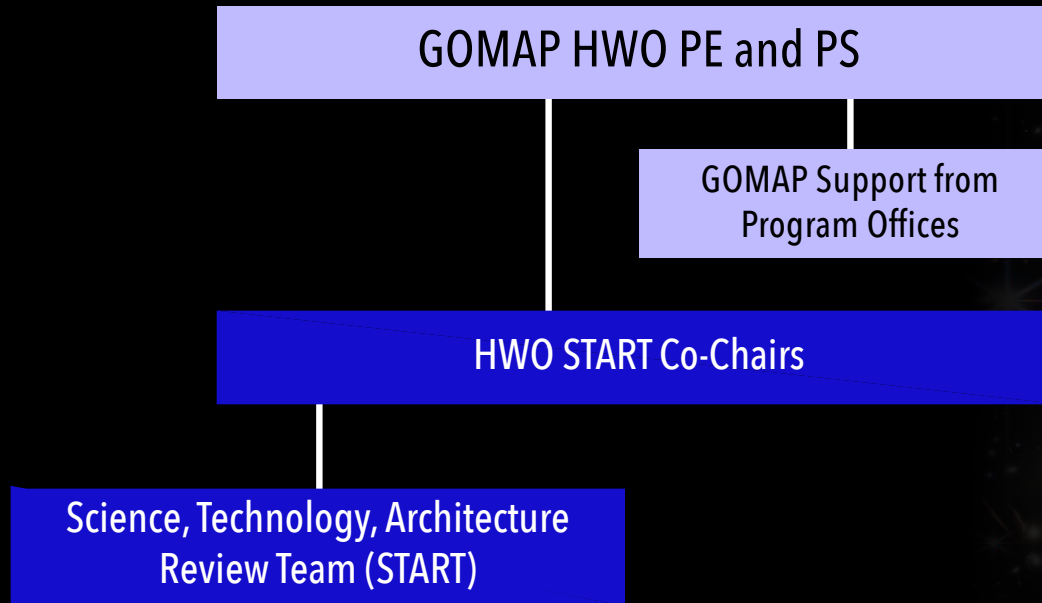 GOMAP HWO PE and PS
GOMAP Support from
Program Offices
HWO START Co-Chairs
Science, Technology, Architecture
Review Team (START)